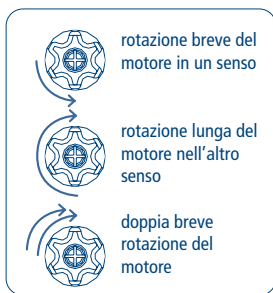 rotazione breve del
motore in un senso
rotazione lunga del
motore nell'altro
senso
doppia breve
rotazione del
motore